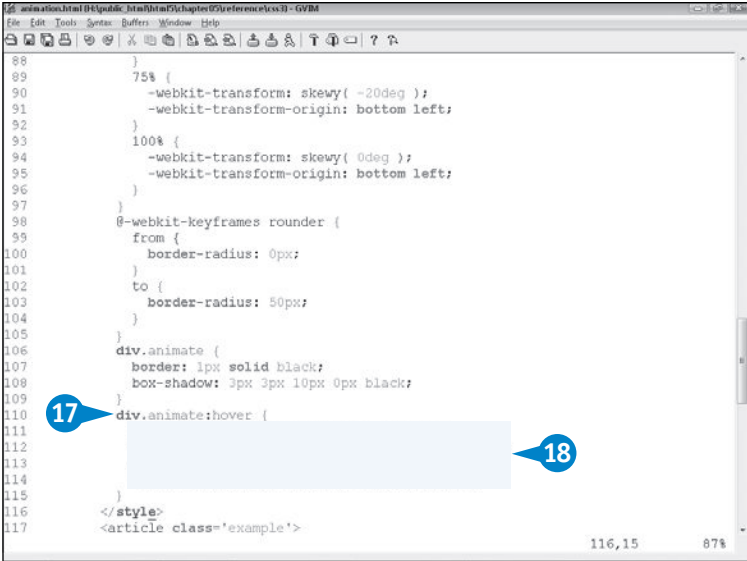 animation.html (H:\public_html\html5\chapter05\reference\css3) - GVIM
File Edit Tools Syntax Buffers Window Help
88 }
89 75% {
90 -webkit-transform: skewy( -20deg );
91 -webkit-transform-origin: bottom left;
92 }
93 100% {
94 -webkit-transform: skewy( 0deg );
95 -webkit-transform-origin: bottom left;
96 }
97 }
98 @-webkit-keyframes rounder {
99 from {
100 border-radius: 0px;
101 }
102 to {
103 border-radius: 50px;
104 }
105 }
106 div.animate {
107 border: 1px solid black;
108 box-shadow: 3px 3px 10px 0px black;
109 }
17
110 div.animate:hover {
111
112
18
113
114
115 }
116 </style>
117 <article class='example'>
116,15 87%